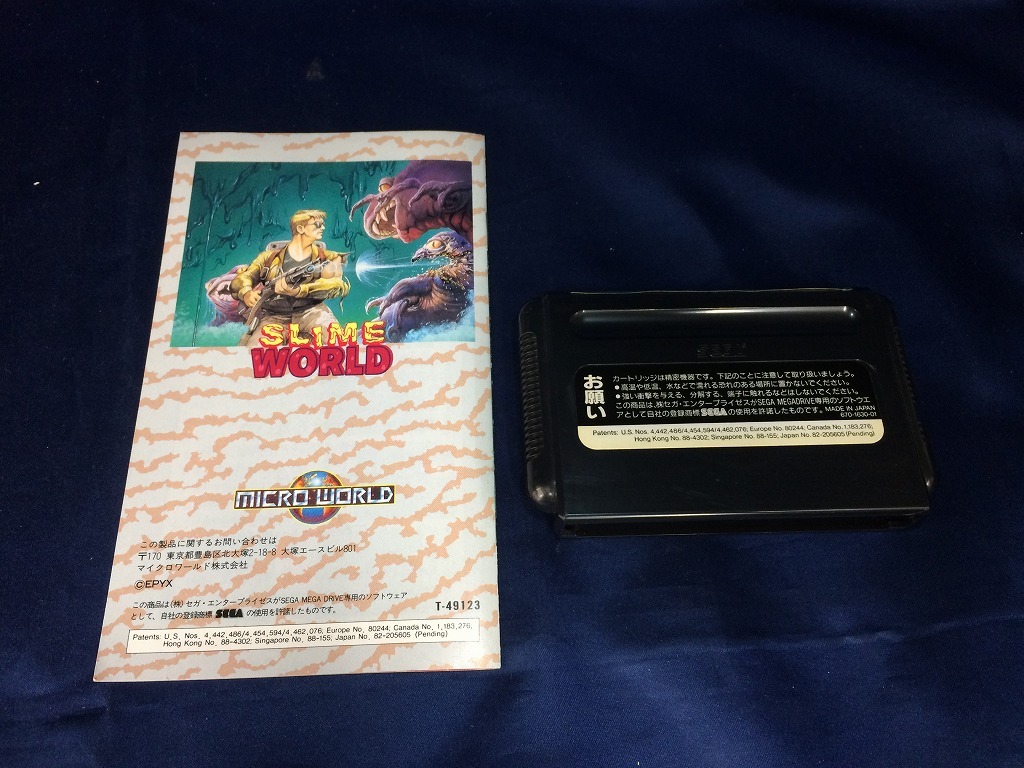 SLIME
WORLD
MICRO WORLD
この製品に関するお問い合わせは
〒170 東京都豊島区北大塚2-18-8 大塚エースビル801
マイクロワールド株式会社
©EPYX
この商品は(株)セガ・エンタープライゼスがSEGA MEGA DRIVE専用のソフトウェア
として、自社の登録商標 SEGA の使用を許諾したものです。
T-49123
Patents: U.S. Nos. 4,442,486/4,454,594/4,462,076; Europe No. 80244; Canada No. 1,183,276;
Hong Kong No. 88-4302; Singapore No. 88-155; Japan No. 82-205605 (Pending)
SEGA
お願い
カートリッジは精密機器です。下記のことに注意して取り扱いましょう。
●高温や低温、水などで濡れる恐れのある場所に置かないでください。
●強い衝撃を与える、分解する、端子に触れるなどはしないでください。
この商品は、㈱セガ・エンタープライゼスがSEGA MEGADRIVE専用のソフトウエ
アとして自社の登録商標 SEGA の使用を許諾したものです。 MADE IN JAPAN
670-1630-01
Patents: U.S. Nos. 4,442,486/4,454,594/4,462,076; Europe No. 80244; Canada No. 1,183,276;
Hong Kong No. 88-4302; Singapore No. 88-155; Japan No. 82-205605 (Pending)